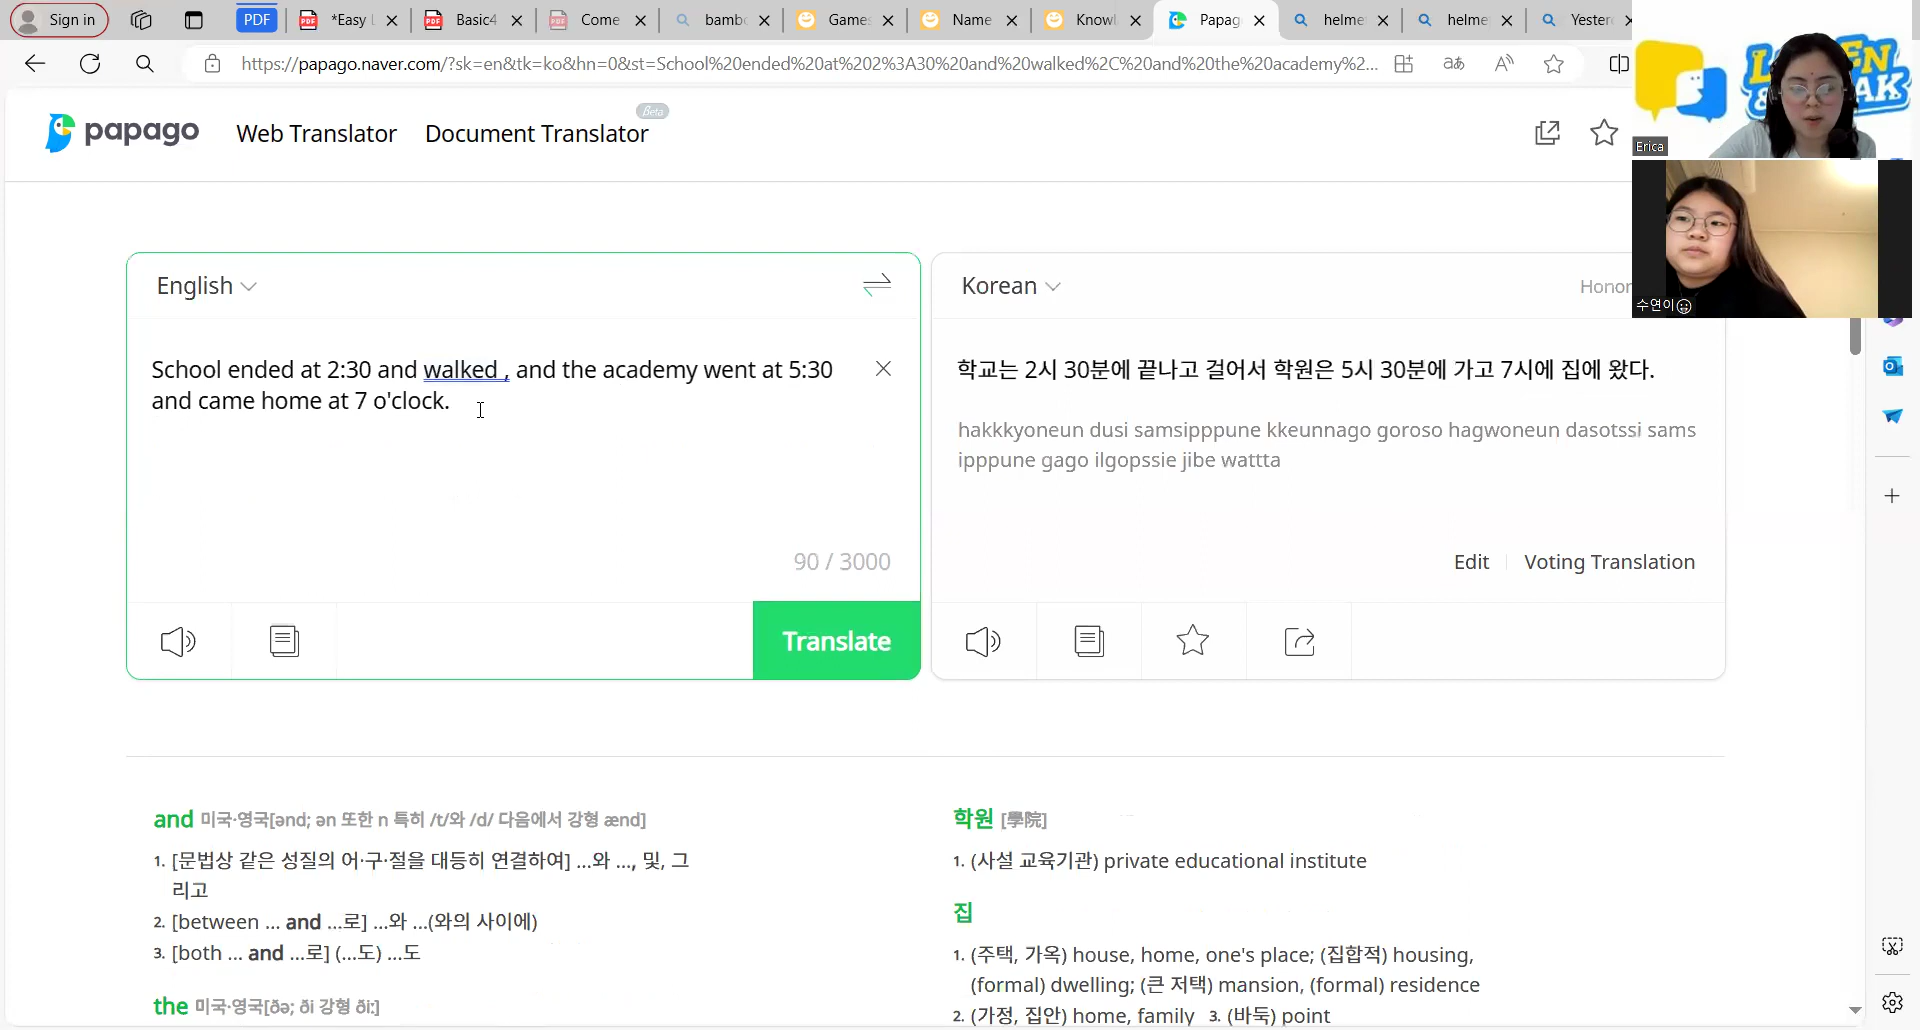 Sign in
PDF
*Easy L
Basic4
Come
bambo
Games
Name
Knowl
Papag
helme
helme
Yester
https://papago.naver.com/?sk=en&tk=ko&hn=0&st=School%20ended%20at%202%3A30%20and%20walked%2C%20and%20the%20academy%2...
papago
Web Translator
Document Translator
Beta
Erica
수연이
English
Korean
Honor
School ended at 2:30 and walked , and the academy went at 5:30
and came home at 7 o'clock.
학교는 2시 30분에 끝나고 걸어서 학원은 5시 30분에 가고 7시에 집에 왔다.
hakkkyoneun dusi samsipppune kkeunnago goroso hagwoneun dasotssi sams
ipppune gago ilgopssie jibe wattta
90 / 3000
Edit
Voting Translation
Translate
and 미국·영국[ənd; ən 또한 n 특히 /t/와 /d/ 다음에서 강형 ænd]
1. [문법상 같은 성질의 어·구·절을 대등히 연결하여] ...와 ..., 및, 그
리고
2. [between ... and ...로] ...와 ...(와의 사이에)
3. [both ... and ...로] (...도) ...도
the 미국·영국[ðə; ði 강형 ði:]
학원 [學院]
1. (사설 교육기관) private educational institute
집
1. (주택, 가옥) house, home, one's place; (집합적) housing,
(formal) dwelling; (큰 저택) mansion, (formal) residence
2. (가정, 집안) home, family 3. (바둑) point